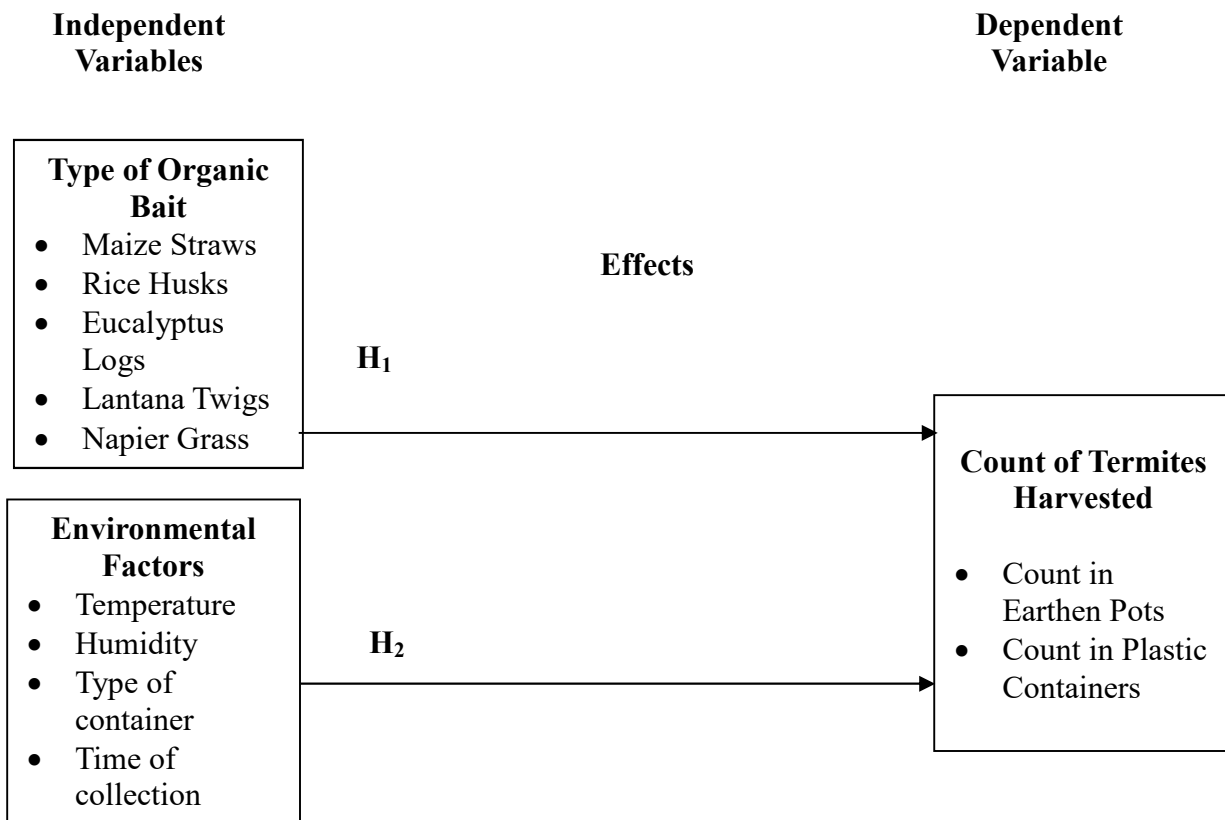 Independent
Variables
Dependent
Variable
Type of Organic
Bait
• Maize Straws
• Rice Husks
• Eucalyptus
Logs
• Lantana Twigs
• Napier Grass
Effects
H₁
Environmental
Factors
• Temperature
• Humidity
• Type of
container
• Time of
collection
H₂
Count of Termites
Harvested
• Count in
Earthen Pots
• Count in Plastic
Containers